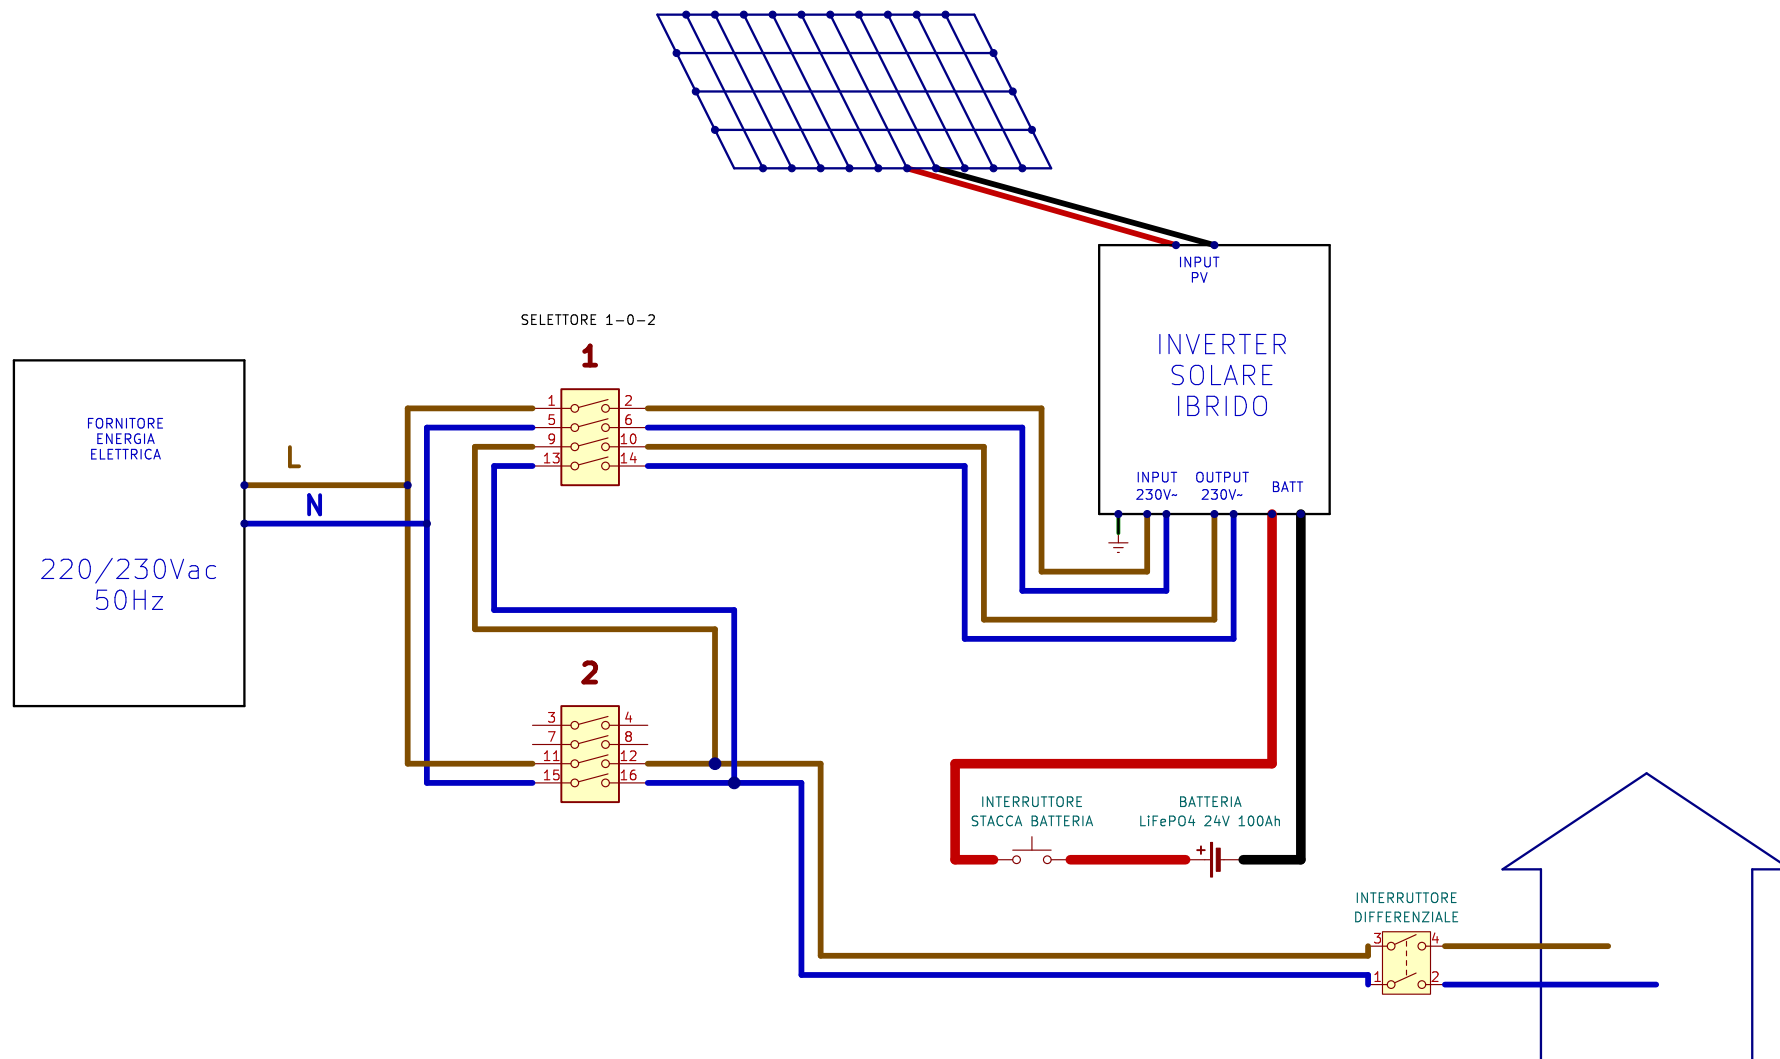 INPUT
PV
INVERTER
SOLARE
IBRIDO
INPUT
230V~
OUTPUT
230V~
BATT
SELETTORE 1-0-2
1
1 2
5 6
9 10
13 14
FORNITORE
ENERGIA
ELETTRICA
L
N
220/230Vac
50Hz
2
3 4
7 8
11 12
15 16
INTERRUTTORE
STACCA BATTERIA
BATTERIA
LiFePO4 24V 100Ah
+
INTERRUTTORE
DIFFERENZIALE
3 4
1 2